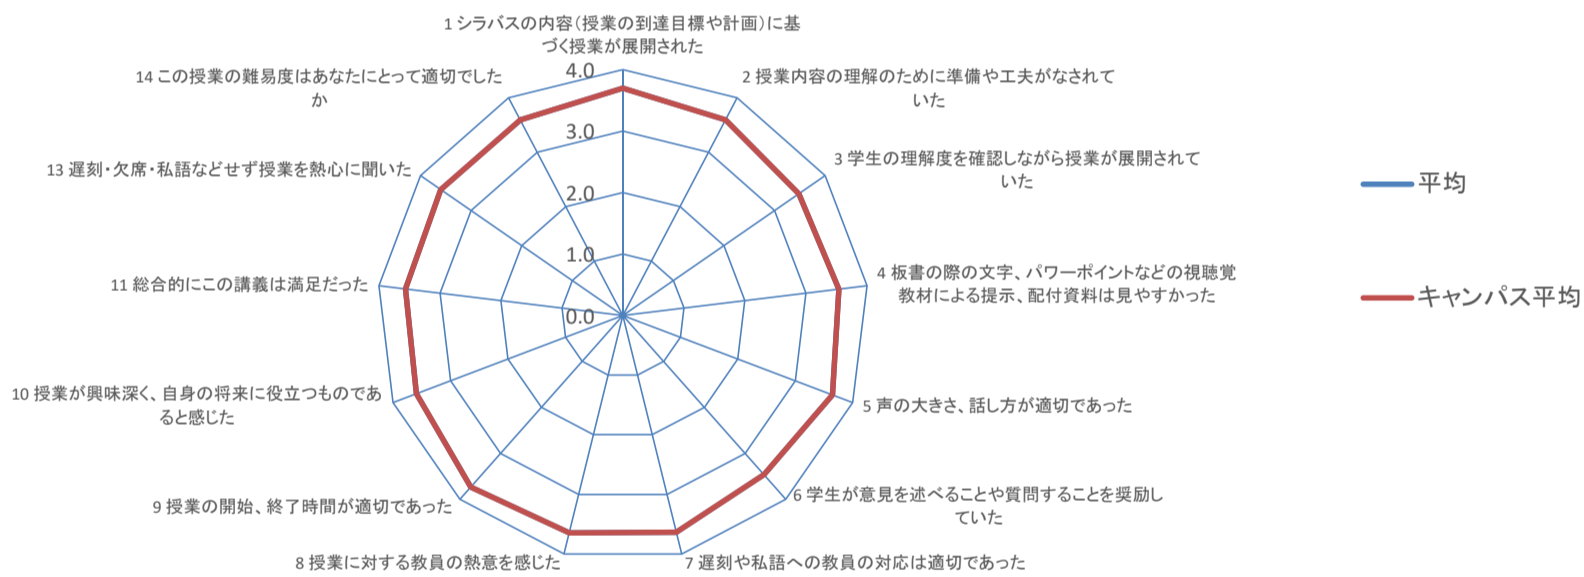 1 シラバスの内容（授業の到達目標や計画）に基
づく授業が展開された
2 授業内容の理解のために準備や工夫がなされて
いた
3 学生の理解度を確認しながら授業が展開されて
いた
4 板書の際の文字、パワーポイントなどの視聴覚
教材による提示、配付資料は見やすかった
5 声の大きさ、話し方が適切であった
6 学生が意見を述べることや質問することを奨励し
ていた
7 遅刻や私語への教員の対応は適切であった
8 授業に対する教員の熱意を感じた
9 授業の開始、終了時間が適切であった
10 授業が興味深く、自身の将来に役立つものであ
ると感じた
11 総合的にこの講義は満足だった
13 遅刻・欠席・私語などせず授業を熱心に聞いた
14 この授業の難易度はあなたにとって適切でした
か
4.0
3.0
2.0
1.0
0.0
平均
キャンパス平均